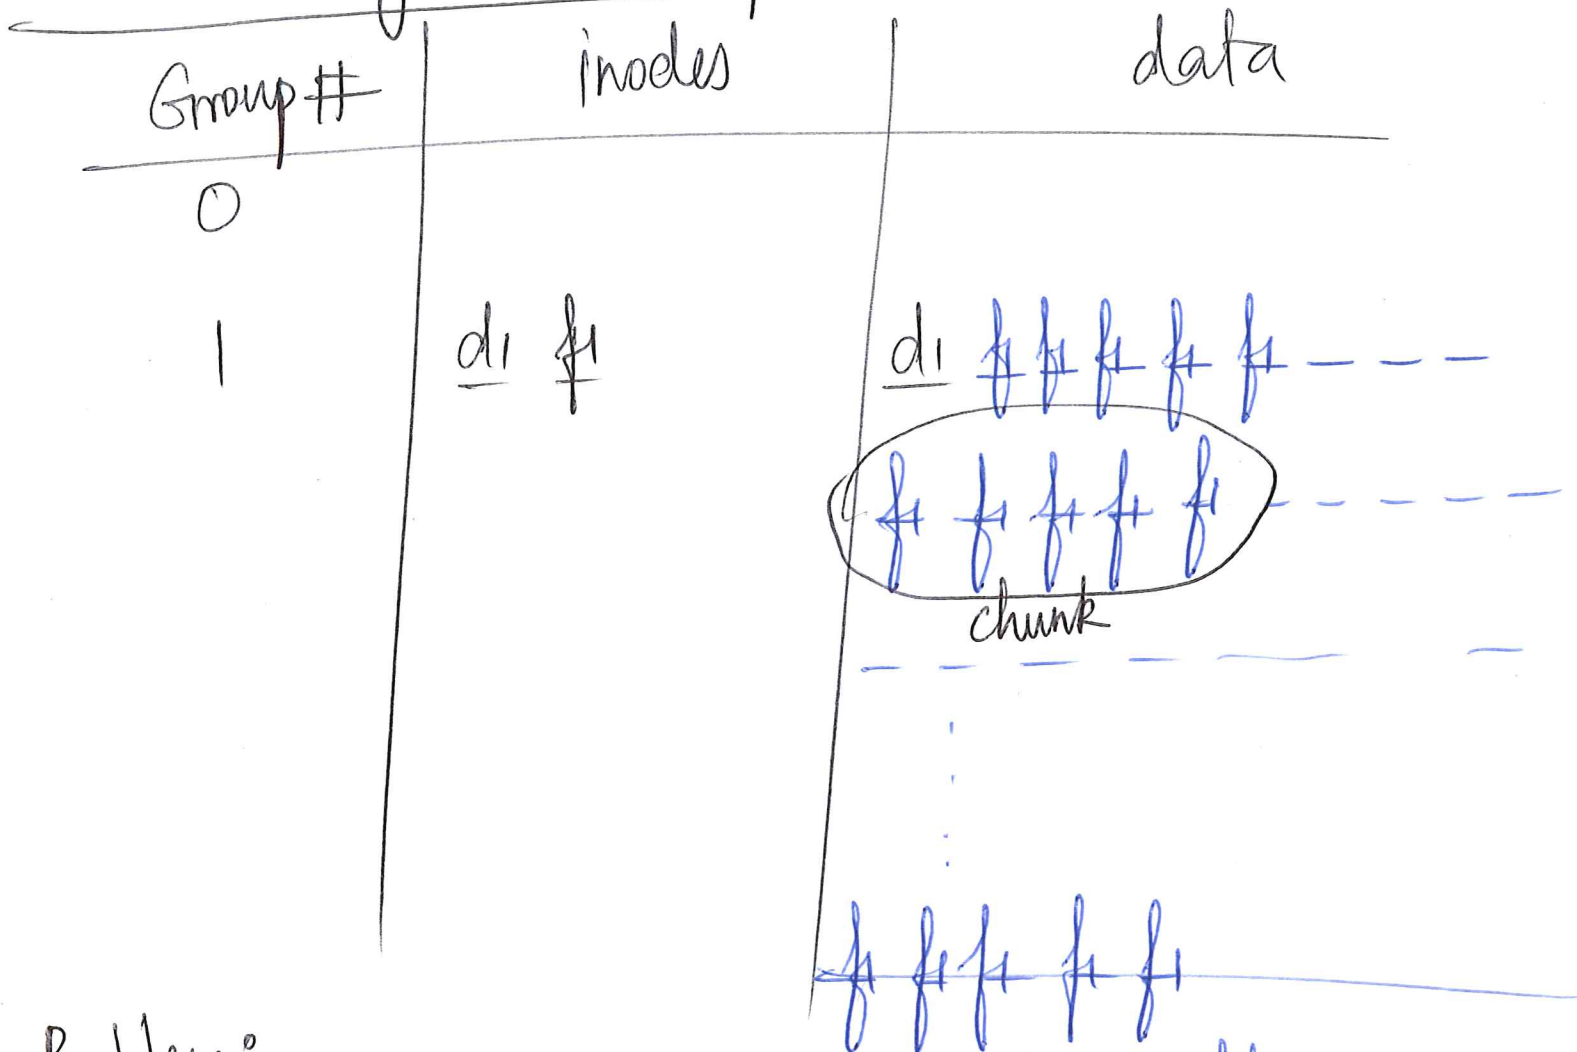 Group # inodes data
0
1 d1 f1 d1 f1 f1 f1 f1 f1 - - -
f1 f1 f1 f1 f1 - - - - -
chunk
f1 f1 f1 f1 f1